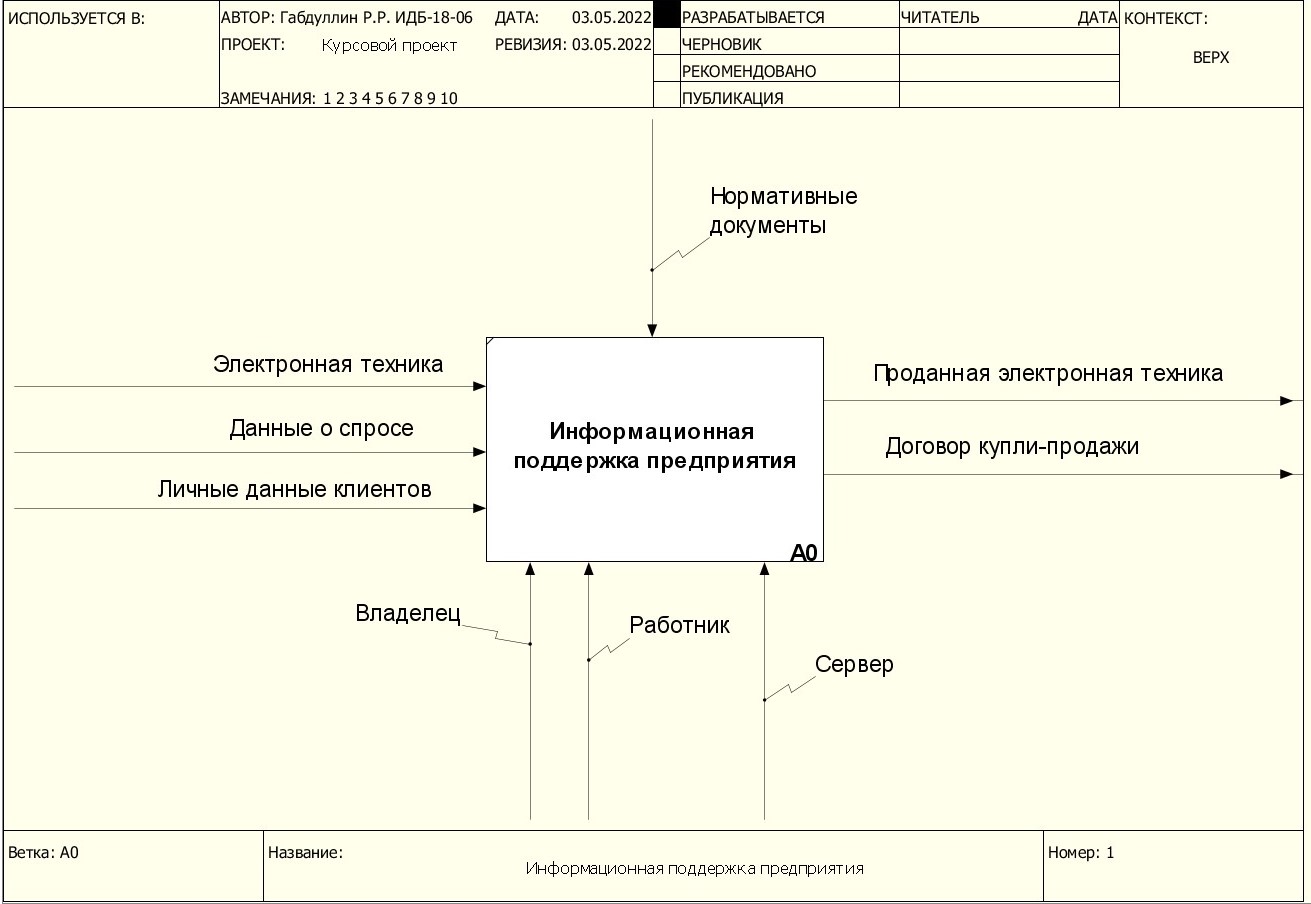 ИСПОЛЬЗУЕТСЯ В:
АВТОР: Габдуллин Р.Р. ИДБ-18-06
ДАТА: 03.05.2022
ПРОЕКТ: Курсовой проект
РЕВИЗИЯ: 03.05.2022
ЗАМЕЧАНИЯ: 1 2 3 4 5 6 7 8 9 10
РАЗРАБАТЫВАЕТСЯ
ЧЕРНОВИК
РЕКОМЕНДОВАНО
ПУБЛИКАЦИЯ
ЧИТАТЕЛЬ
ДАТА
КОНТЕКСТ:
ВЕРХ
Нормативные
документы
Электронная техника
Данные о спросе
Личные данные клиентов
Информационная
поддержка предприятия
A0
Проданная электронная техника
Договор купли-продажи
Владелец
Работник
Сервер
Ветка: A0
Название:
Информационная поддержка предприятия
Номер: 1